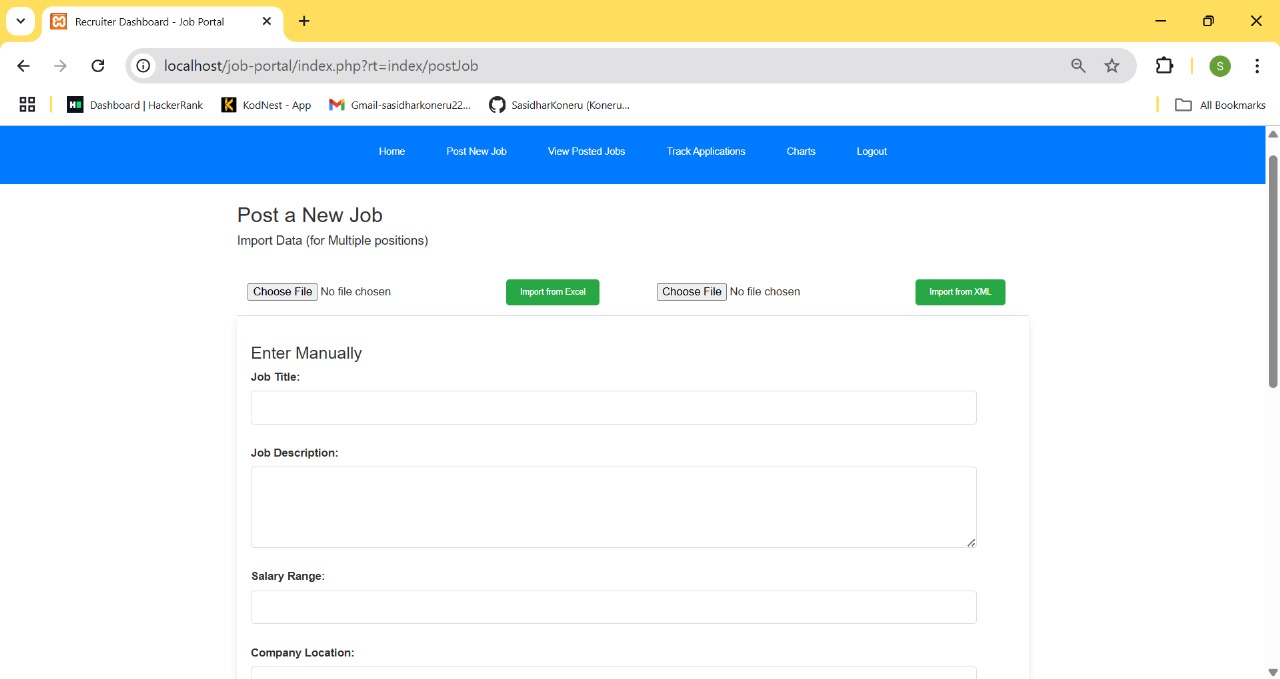 Recruiter Dashboard - Job Portal
localhost/job-portal/index.php?rt=index/postJob
S
Dashboard | HackerRank KodNest - App Gmail-sasidharkoneru22... SasidharKoneru (Koneru... All Bookmarks
Home Post New Job View Posted Jobs Track Applications Charts Logout
Post a New Job
Import Data (for Multiple positions)
Choose File No file chosen Import from Excel Choose File No file chosen Import from XML
Enter Manually
Job Title:
Job Description:
Salary Range:
Company Location: